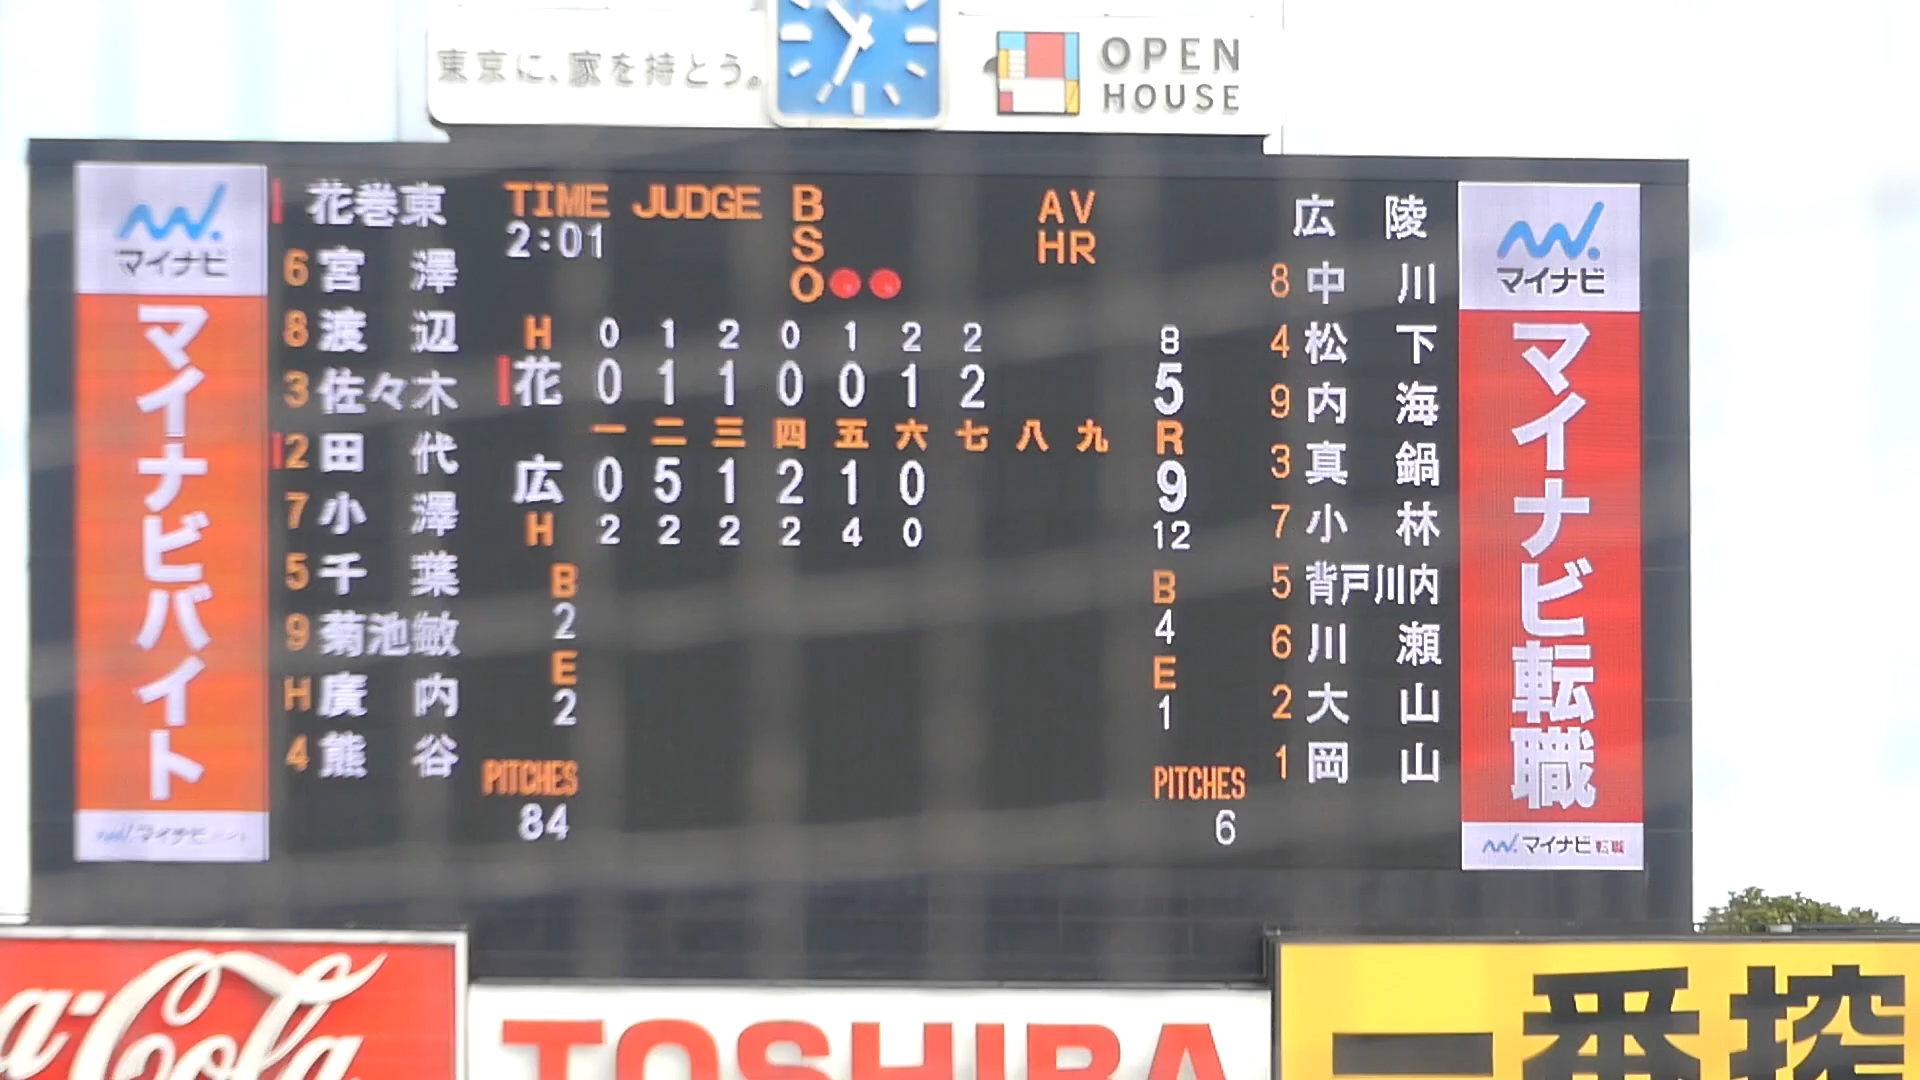 東京に、家を持とう。
OPEN
HOUSE
マイナビ
マイナビバイト
マイナビ
花巻東
6 宮澤
8 渡辺
3 佐々木
2 田代
7 小澤
5 千葉
9 菊池敏
H 廣内
4 熊谷
TIME JUDGE B
2:01 S
O
AV
HR
H 0 1 2 0 1 2 2 8
花 0 1 1 0 0 1 2 5
一 二 三 四 五 六 七 八 九 R
広 0 5 1 2 1 0 9
H 2 2 2 2 4 0 12
B
2
E
2
PITCHES
84
B
4
E
1
PITCHES
6
広陵
8 中川
4 松下
9 内海
3 真鍋
7 小林
5 背戸川内
6 川瀬
2 大山
1 岡山
マイナビ
マイナビ転職
マイナビ転職
a-Cola
TOSHIBA
一番搾